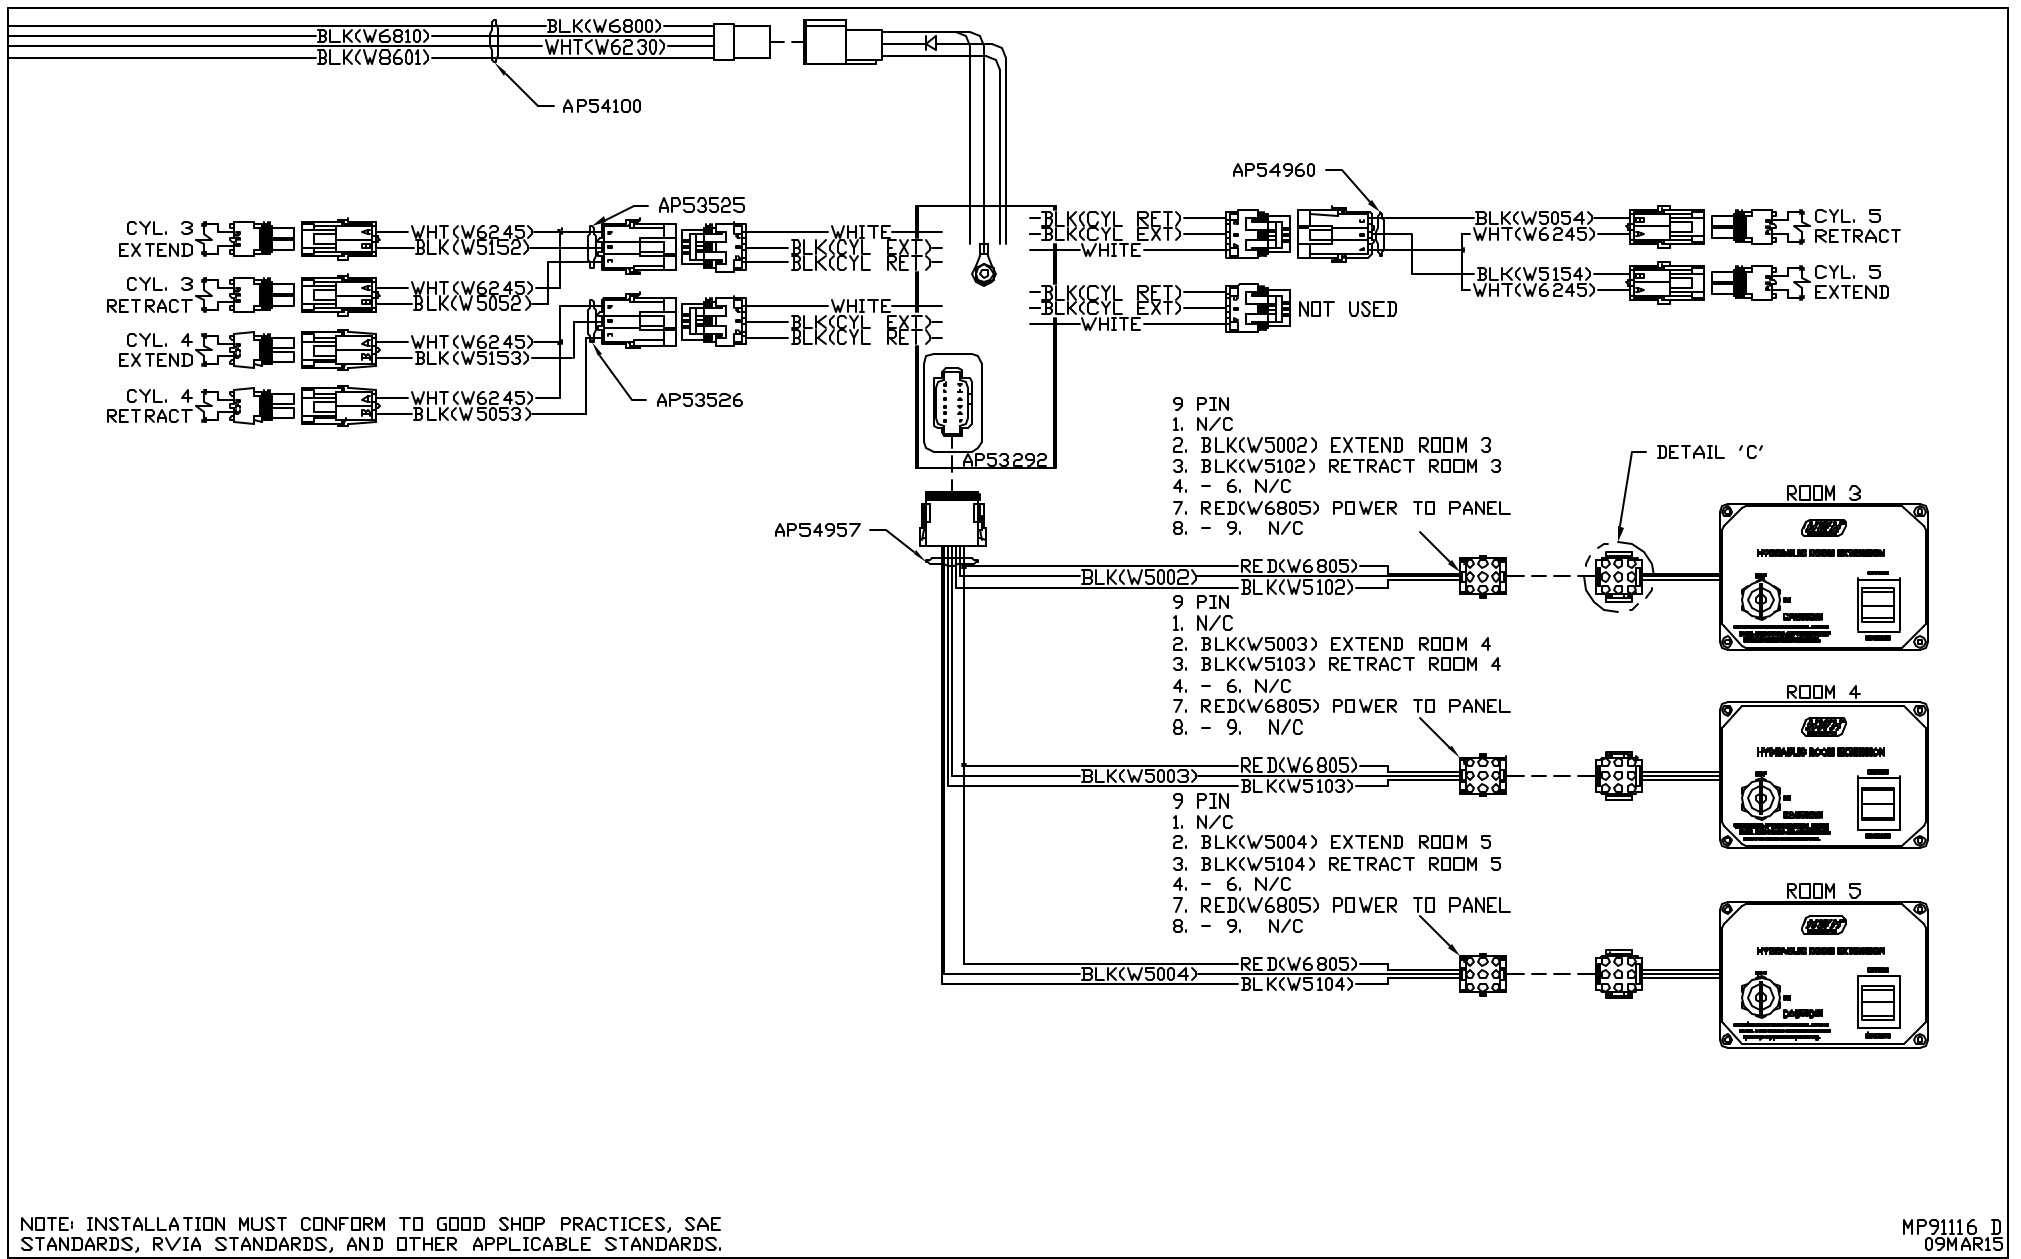 BLK(W6800)
BLK(W6810)
WHT(W6230)
BLK(W8601)
AP54100
AP54960
AP53525
CYL. 3
EXTEND
WHT(W6245)
BLK(W5152)
WHITE
BLK(CYL EXT)
BLK(CYL RET)
CYL. 3
RETRACT
WHT(W6245)
BLK(W5052)
WHITE
BLK(CYL EXT)
BLK(CYL RET)
CYL. 4
EXTEND
WHT(W6245)
BLK(W5153)
CYL. 4
RETRACT
WHT(W6245)
BLK(W5053)
AP53526
A
B
A
B
A
B
A
B
BLK(CYL RET)
BLK(CYL EXT)
WHITE
BLK(W5054)
WHT(W6245)
B
A
CYL. 5
RETRACT
BLK(W5154)
WHT(W6245)
B
A
CYL. 5
EXTEND
BLK(CYL RET)
BLK(CYL EXT)
WHITE
NOT USED
AP53292
AP54957
9 PIN
1. N/C
2. BLK(W5002) EXTEND ROOM 3
3. BLK(W5102) RETRACT ROOM 3
4. - 6. N/C
7. RED(W6805) POWER TO PANEL
8. - 9. N/C
DETAIL 'C'
ROOM 3
HYDRAULIC ROOM EXTENSION
RED(W6805)
BLK(W5002)
BLK(W5102)
9 PIN
1. N/C
2. BLK(W5003) EXTEND ROOM 4
3. BLK(W5103) RETRACT ROOM 4
4. - 6. N/C
7. RED(W6805) POWER TO PANEL
8. - 9. N/C
ROOM 4
HYDRAULIC ROOM EXTENSION
RED(W6805)
BLK(W5003)
BLK(W5103)
9 PIN
1. N/C
2. BLK(W5004) EXTEND ROOM 5
3. BLK(W5104) RETRACT ROOM 5
4. - 6. N/C
7. RED(W6805) POWER TO PANEL
8. - 9. N/C
ROOM 5
HYDRAULIC ROOM EXTENSION
RED(W6805)
BLK(W5004)
BLK(W5104)
NOTE: INSTALLATION MUST CONFORM TO GOOD SHOP PRACTICES, SAE
STANDARDS, RVIA STANDARDS, AND OTHER APPLICABLE STANDARDS.
MP91116 D
09MAR15